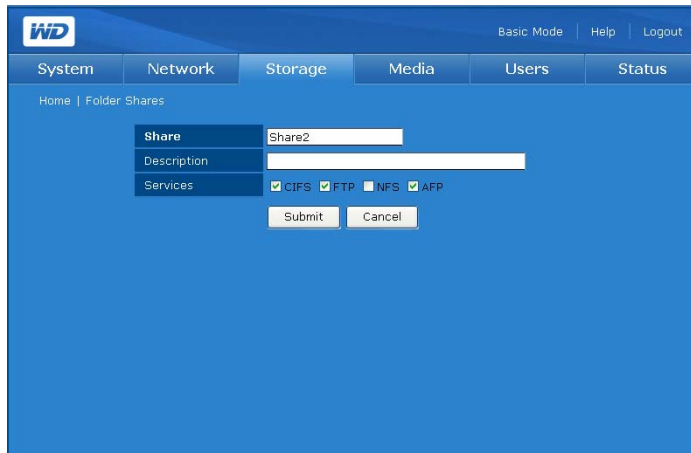 WD
Basic Mode | Help | Logout
System Network Storage Media Users Status
Home | Folder Shares
Share Share2
Description
Services CIFS FTP NFS AFP
Submit Cancel